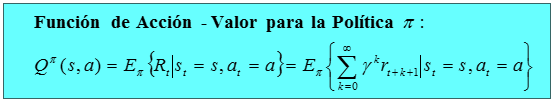 Función de Acción - Valor para la Política π :
Q^π (s, a) = E_π {R_t | s_t = s, a_t = a} = E_π { ∑_{k=0}^{∞} γ^k r_{t+k+1} | s_t = s, a_t = a }